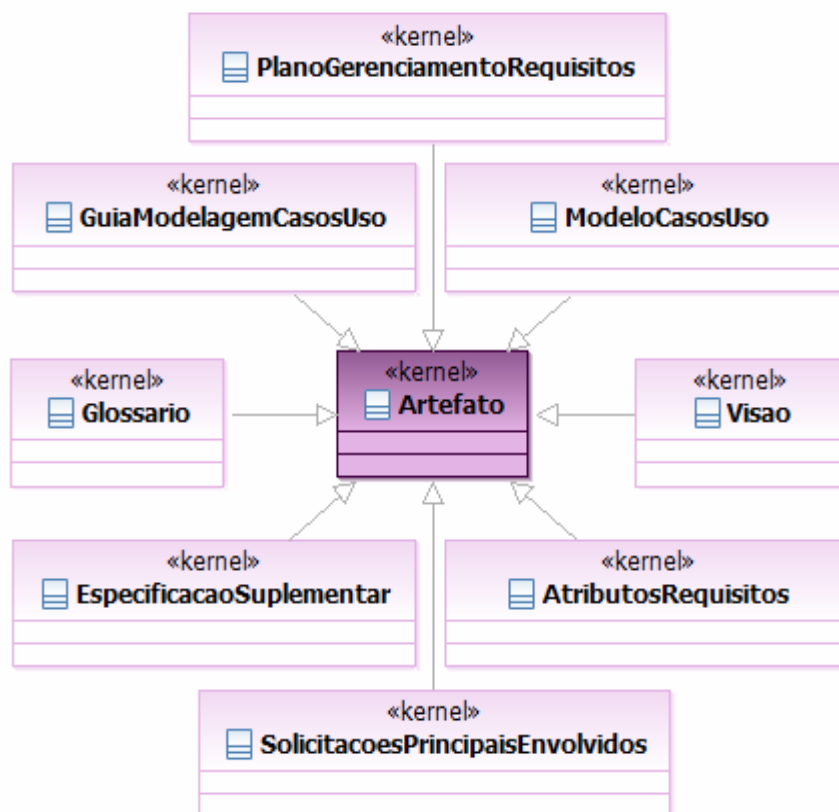 «kernel»
PlanoGerenciamentoRequisitos
«kernel»
GuiaModelagemCasosUso
«kernel»
ModeloCasosUso
«kernel»
Glossario
«kernel»
Artefato
«kernel»
Visao
«kernel»
EspecificacaoSuplementar
«kernel»
AtributosRequisitos
«kernel»
SolicitacoesPrincipaisEnvolvidos